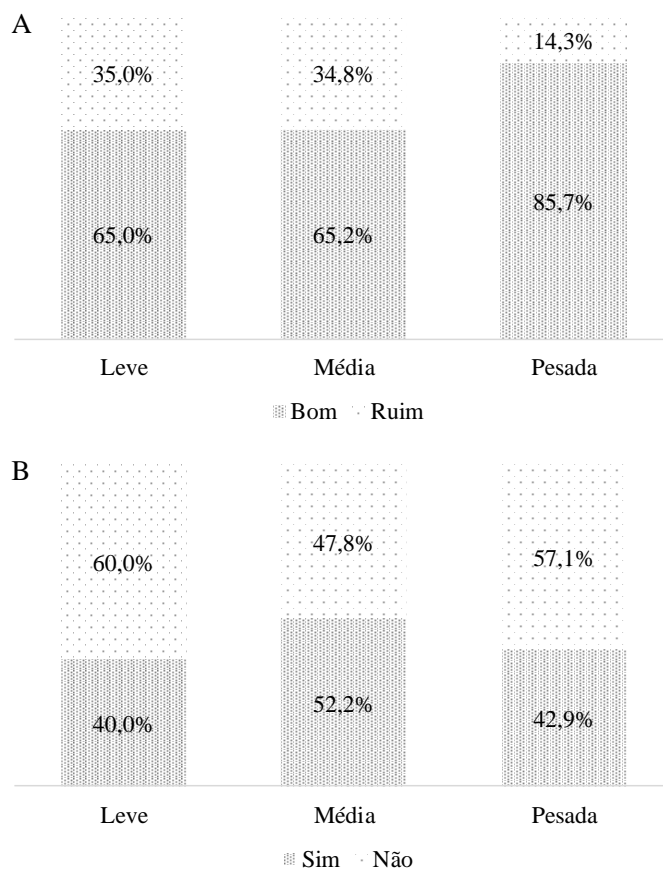 A
35,0% 34,8% 14,3%
65,0% 65,2% 85,7%
Leve Média Pesada
Bom Ruim
B
60,0% 47,8% 57,1%
40,0% 52,2% 42,9%
Leve Média Pesada
Sim Não